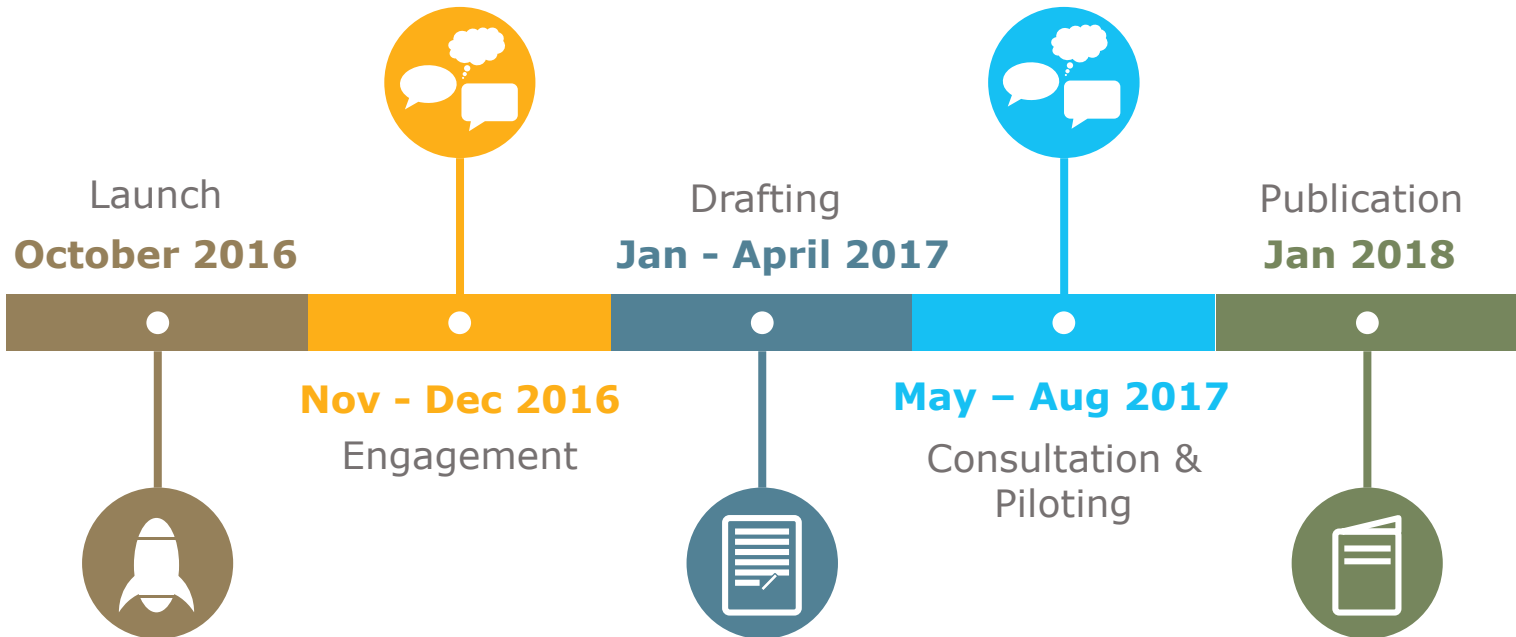 Launch
October 2016
Nov - Dec 2016
Engagement
Drafting
Jan - April 2017
May – Aug 2017
Consultation &
Piloting
Publication
Jan 2018